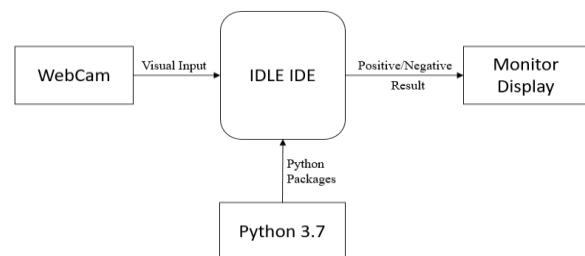 WebCam
Visual Input
IDLE IDE
Positive/Negative
Result
Monitor
Display
Python
Packages
Python 3.7